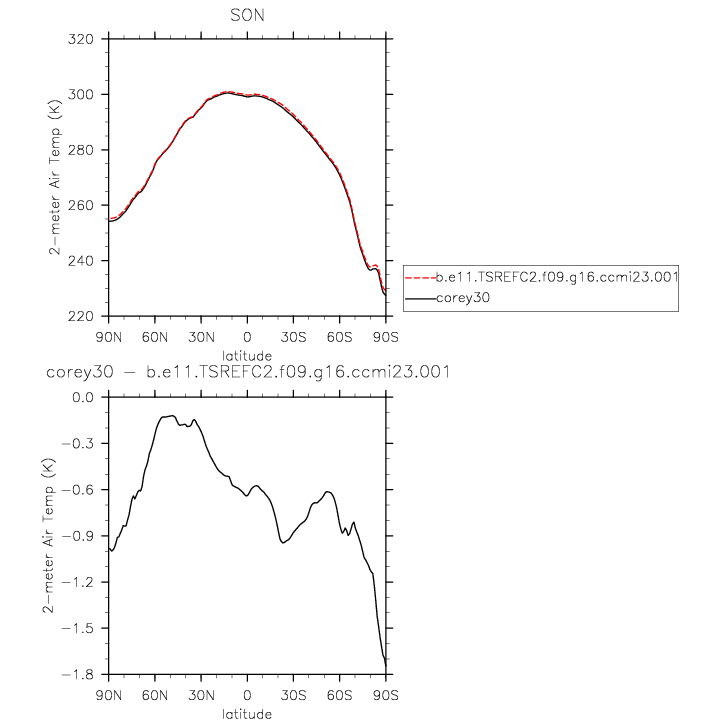 SON
320
300
280
260
240
220
2-meter Air Temp (K)
90N 60N 30N 0 30S 60S 90S
latitude
b.e11.TSREFC2.f09.g16.ccmi23.001
corey30
corey30 − b.e11.TSREFC2.f09.g16.ccmi23.001
0.0
−0.3
−0.6
−0.9
−1.2
−1.5
−1.8
2-meter Air Temp (K)
90N 60N 30N 0 30S 60S 90S
latitude